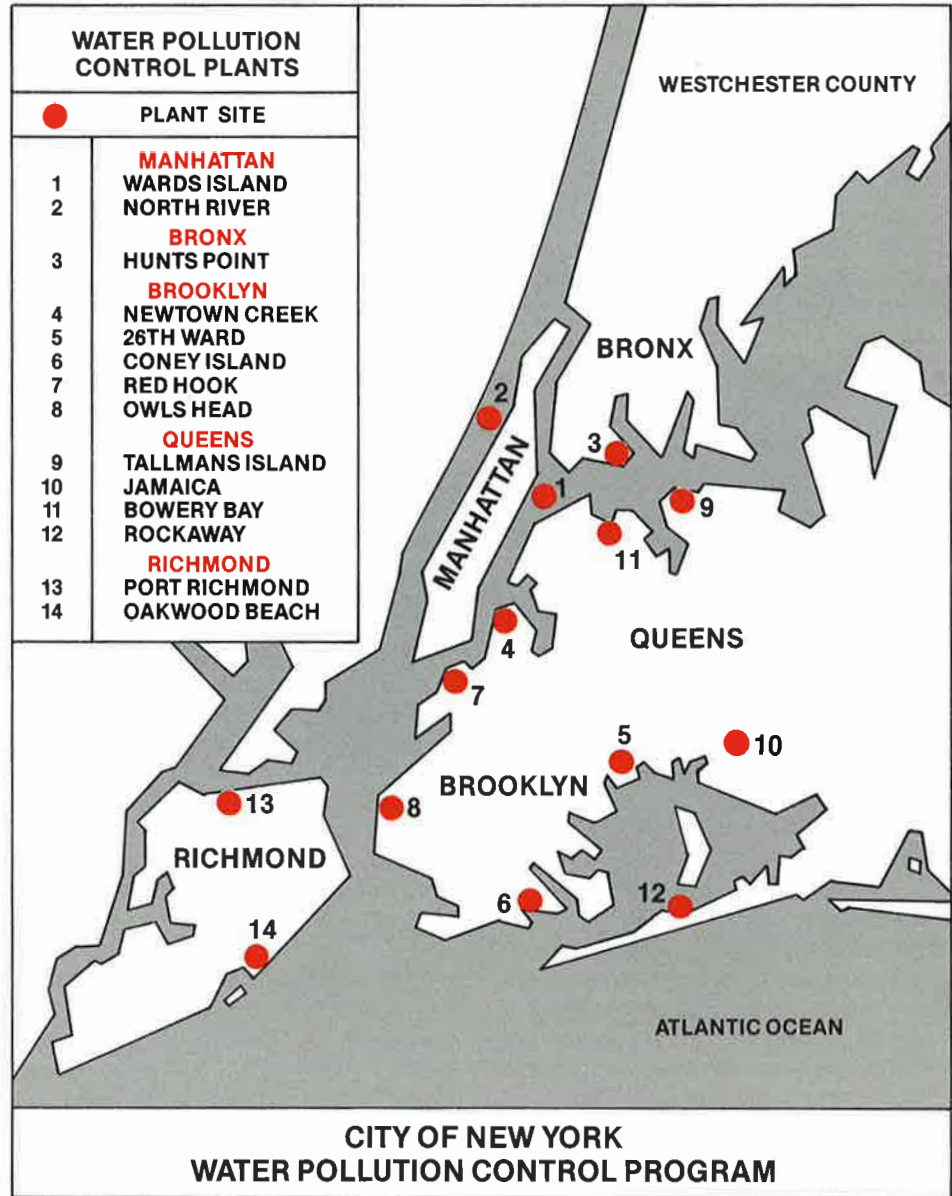 WATER POLLUTION
CONTROL PLANTS
PLANT SITE
MANHATTAN
1 WARDS ISLAND
2 NORTH RIVER
BRONX
3 HUNTS POINT
BROOKLYN
4 NEWTOWN CREEK
5 26TH WARD
6 CONEY ISLAND
7 RED HOOK
8 OWLS HEAD
QUEENS
9 TALLMANS ISLAND
10 JAMAICA
11 BOWERY BAY
12 ROCKAWAY
RICHMOND
13 PORT RICHMOND
14 OAKWOOD BEACH
WESTCHESTER COUNTY
BRONX
2
3
1
9
MANHATTAN
11
4
QUEENS
7
5
10
BROOKLYN
13
8
RICHMOND
6
12
14
ATLANTIC OCEAN
CITY OF NEW YORK
WATER POLLUTION CONTROL PROGRAM